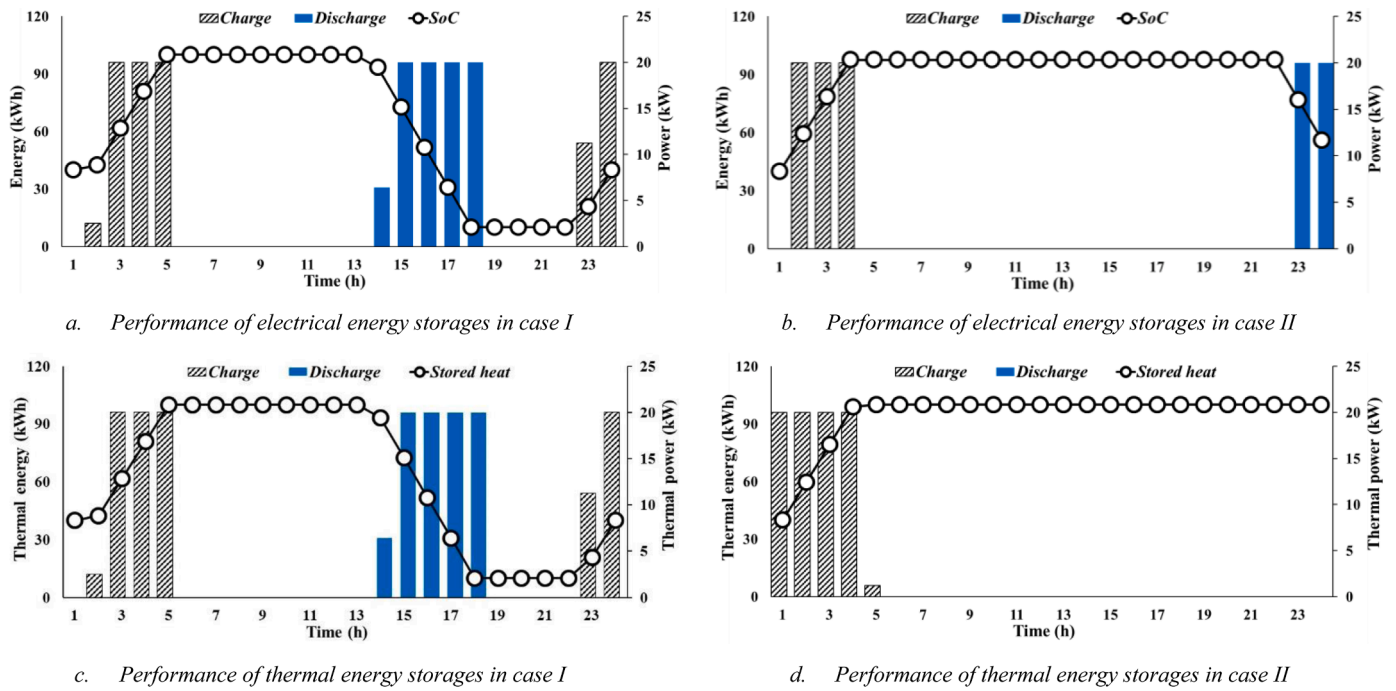 Charge Discharge SoC
Energy (kWh)
120
90
60
30
0
25
20
15
10
5
0
Power (kW)
1 3 5 7 9 11 13 15 17 19 21 23
Time (h)
a. Performance of electrical energy storages in case I
Charge Discharge SoC
Energy (kWh)
120
90
60
30
0
25
20
15
10
5
0
Power (kW)
1 3 5 7 9 11 13 15 17 19 21 23
Time (h)
b. Performance of electrical energy storages in case II
Charge Discharge Stored heat
Thermal energy (kWh)
120
90
60
30
0
25
20
15
10
5
0
Thermal power (kW)
1 3 5 7 9 11 13 15 17 19 21 23
Time (h)
c. Performance of thermal energy storages in case I
Charge Discharge Stored heat
Thermal energy (kWh)
120
90
60
30
0
25
20
15
10
5
0
Thermal power (kW)
1 3 5 7 9 11 13 15 17 19 21 23
Time (h)
d. Performance of thermal energy storages in case II